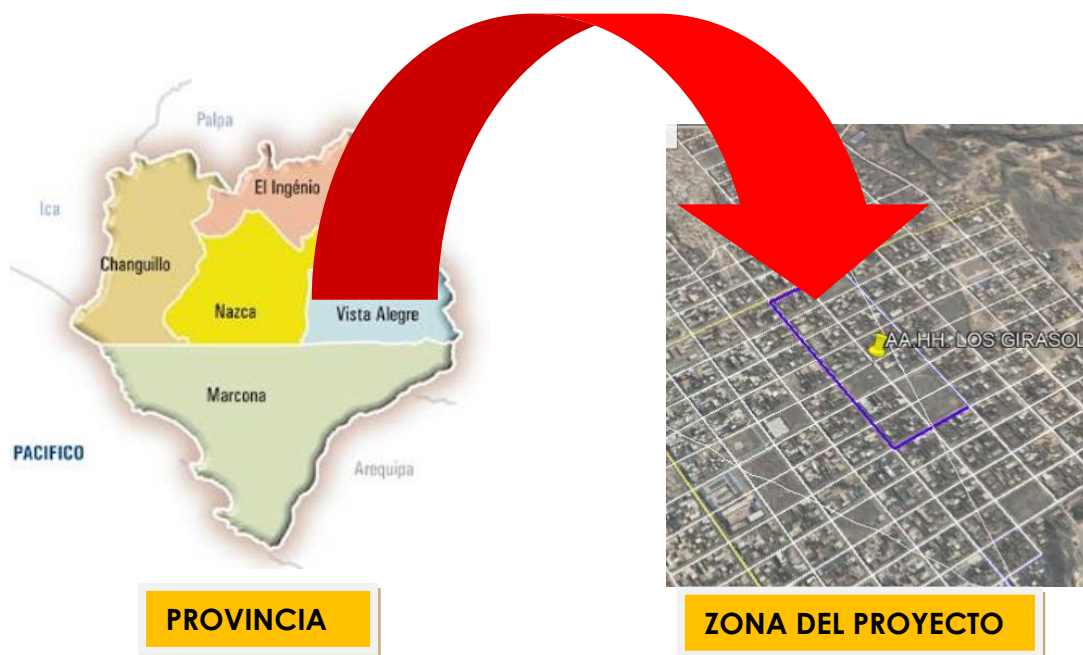 Palpa
El Ingénio
Ica
Changuillo
Nazca
Vista Alegre
Marcona
PACIFICO
Arequipa
AA.HH. LOS GIRASOL
PROVINCIA
ZONA DEL PROYECTO